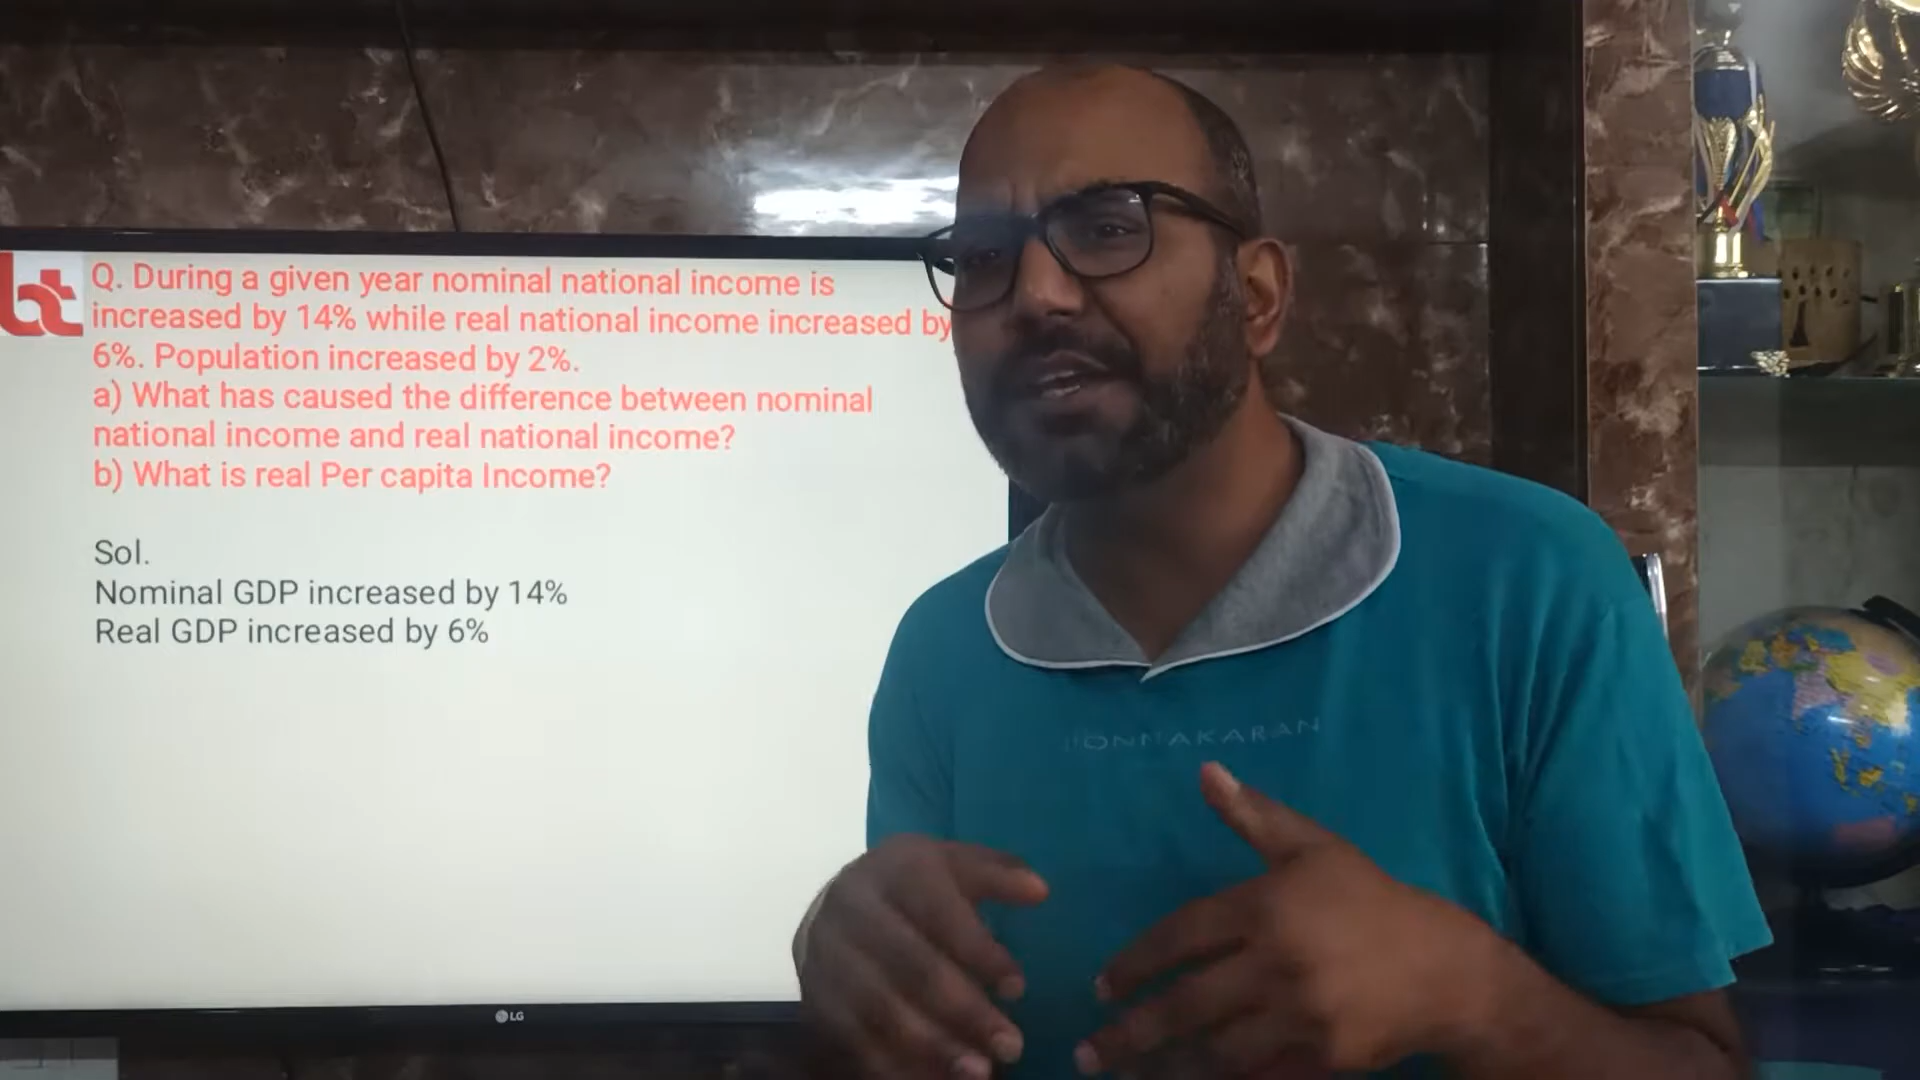 bt
Q. During a given year nominal national income is
increased by 14% while real national income increased by
6%. Population increased by 2%.
a) What has caused the difference between nominal
national income and real national income?
b) What is real Per capita Income?
Sol.
Nominal GDP increased by 14%
Real GDP increased by 6%
DONNAKARAN
LG